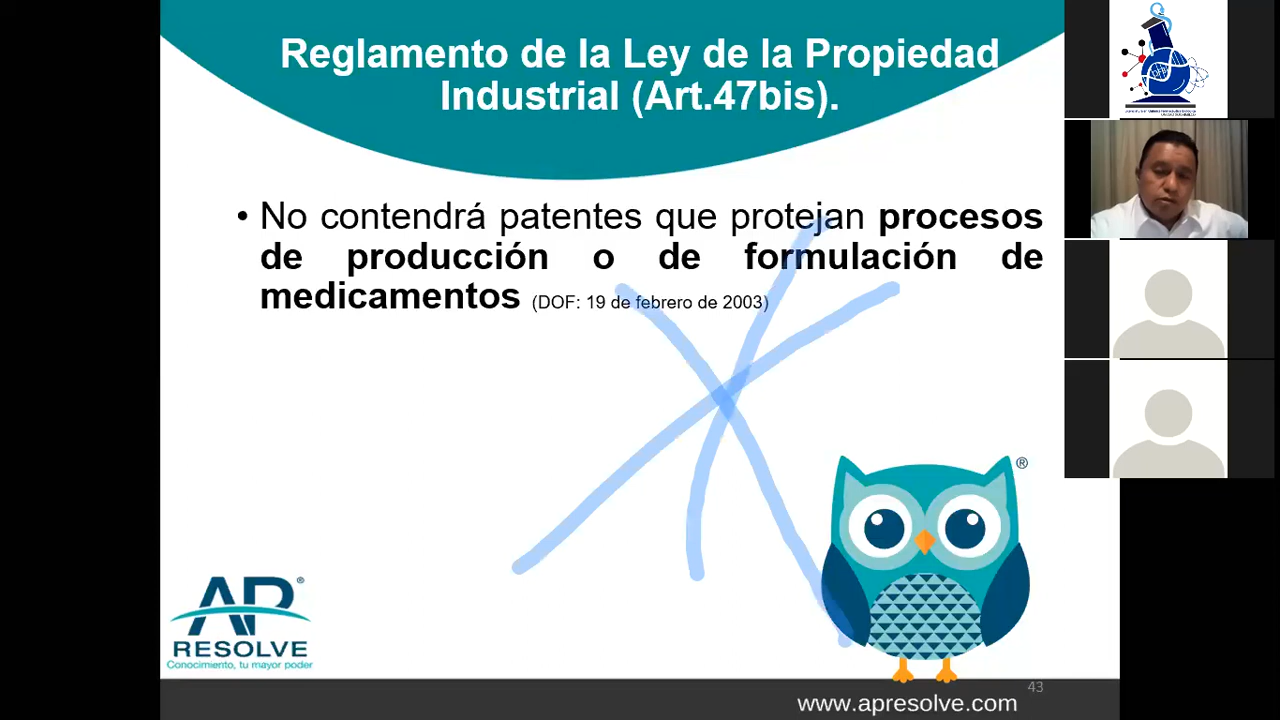 Reglamento de la Ley de la Propiedad
Industrial (Art.47bis).
• No contendrá patentes que protejan procesos
de producción o de formulación de
medicamentos (DOF: 19 de febrero de 2003)
®
AP®
RESOLVE
Conocimiento, tu mayor poder
43
www.apresolve.com